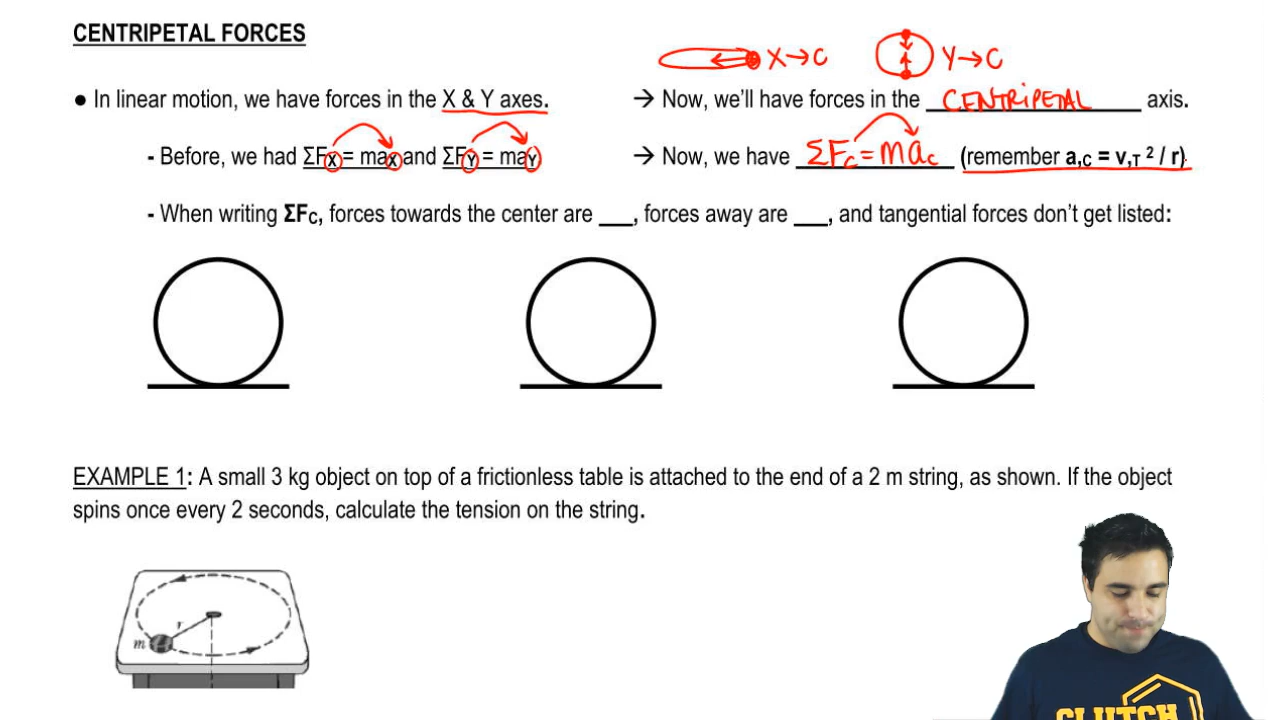 CENTRIPETAL FORCES
X→C Y→C
● In linear motion, we have forces in the X & Y axes. → Now, we'll have forces in the CENTRIPETAL axis.
- Before, we had ΣFX = maX and ΣFY = maY → Now, we have ΣFc = mac (remember a,C = v,T ² / r)
- When writing ΣFC, forces towards the center are ___, forces away are ___, and tangential forces don't get listed:
EXAMPLE 1: A small 3 kg object on top of a frictionless table is attached to the end of a 2 m string, as shown. If the object
spins once every 2 seconds, calculate the tension on the string.
r
m
CLUTCH